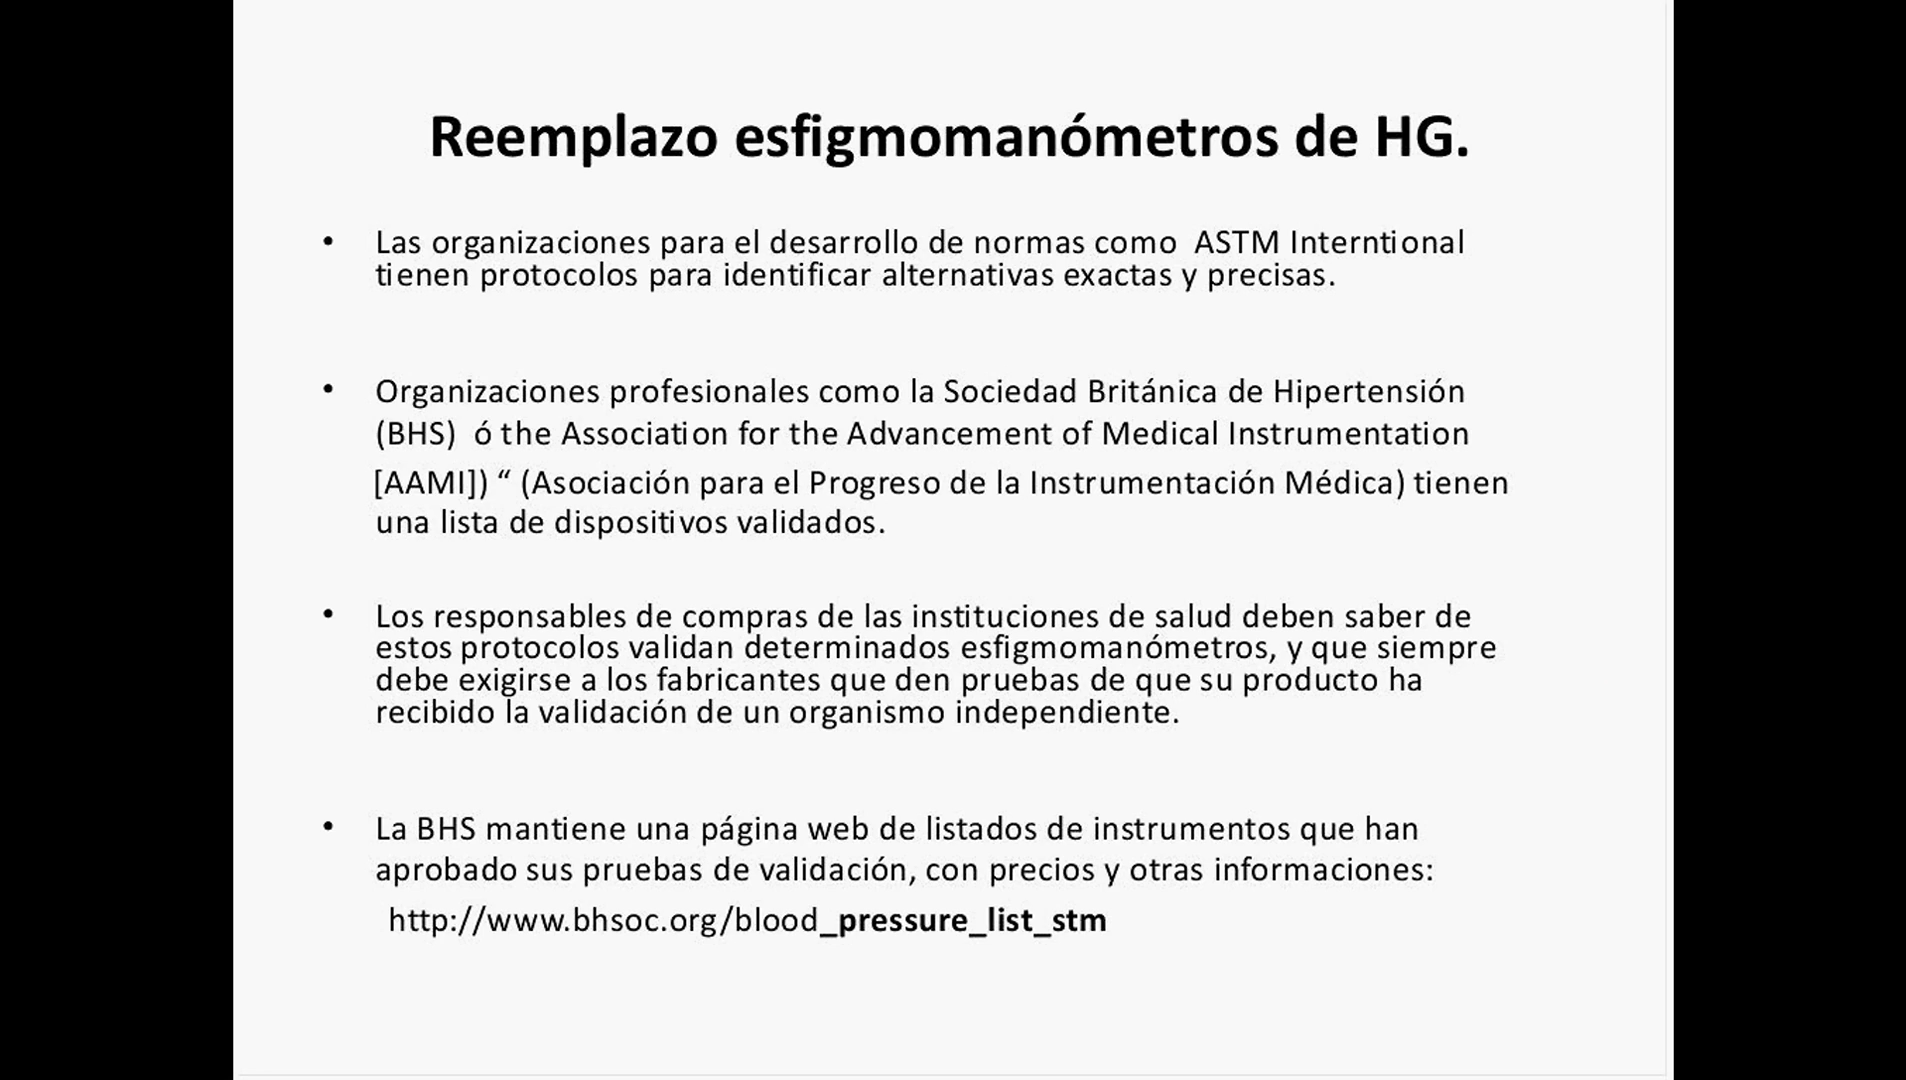 Reemplazo esfigmomanómetros de HG.
• Las organizaciones para el desarrollo de normas como ASTM Interntional
tienen protocolos para identificar alternativas exactas y precisas.
• Organizaciones profesionales como la Sociedad Británica de Hipertensión
(BHS) ó the Association for the Advancement of Medical Instrumentation
[AAMI]) “ (Asociación para el Progreso de la Instrumentación Médica) tienen
una lista de dispositivos validados.
• Los responsables de compras de las instituciones de salud deben saber de
estos protocolos validan determinados esfigmomanómetros, y que siempre
debe exigirse a los fabricantes que den pruebas de que su producto ha
recibido la validación de un organismo independiente.
• La BHS mantiene una página web de listados de instrumentos que han
aprobado sus pruebas de validación, con precios y otras informaciones:
http://www.bhsoc.org/blood_pressure_list_stm